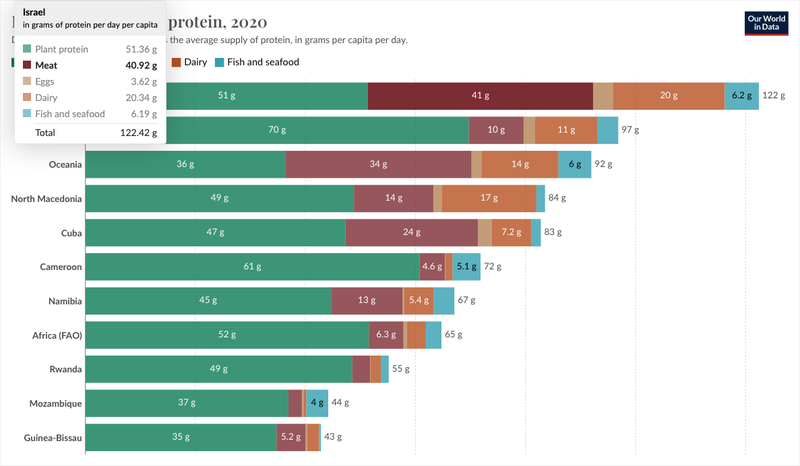 Israel
in grams of protein per day per capita
protein, 2020
Our World
in Data
the average supply of protein, in grams per capita per day.
Plant protein 51.36 g
Meat 40.92 g
Eggs 3.62 g
Dairy 20.34 g
Fish and seafood 6.19 g
Total 122.42 g
Dairy Fish and seafood
51 g 41 g 20 g 6.2 g 122 g
70 g 10 g 11 g 97 g
Oceania 36 g 34 g 14 g 6 g 92 g
North Macedonia 49 g 14 g 17 g 84 g
Cuba 47 g 24 g 7.2 g 83 g
Cameroon 61 g 4.6 g 5.1 g 72 g
Namibia 45 g 13 g 5.4 g 67 g
Africa (FAO) 52 g 6.3 g 65 g
Rwanda 49 g 55 g
Mozambique 37 g 4 g 44 g
Guinea-Bissau 35 g 5.2 g 43 g